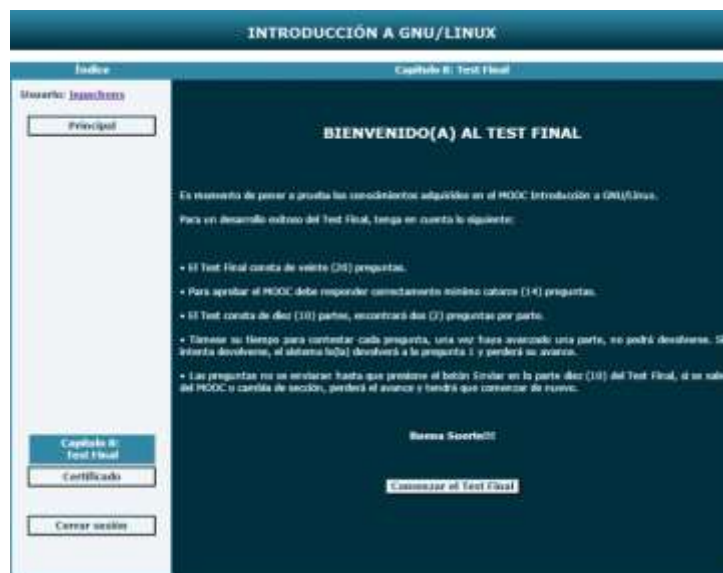 INTRODUCCIÓN A GNU/LINUX
Índice
Capítulo 8: Test Final
Usuario:
Principal
BIENVENIDO(A) AL TEST FINAL
Es momento de poner a prueba los conocimientos adquiridos en el MOOC Introducción a GNU/Linux.
Para un desarrollo exitoso del Test Final, tenga en cuenta lo siguiente:
• El Test Final consta de veinte (20) preguntas.
• Para aprobar el MOOC debe responder correctamente mínimo catorce (14) preguntas.
• El Test consta de diez (10) partes, encontrará dos (2) preguntas por parte.
• Tómese su tiempo para contestar cada pregunta, una vez haya avanzado una parte, no podrá devolverse. Si
intenta devolverse, el sistema lo(la) devolverá a la pregunta 1 y perderá su avance.
• Las preguntas no se enviaran hasta que presione el botón Enviar en la parte diez (10) del Test Final, si se sale
del MOOC o cambia de sección, perderá el avance y tendrá que comenzar de nuevo.
Capítulo 8:
Test Final
Buena Suerte!!!
Certificado
Comenzar el Test Final
Cerrar sesión